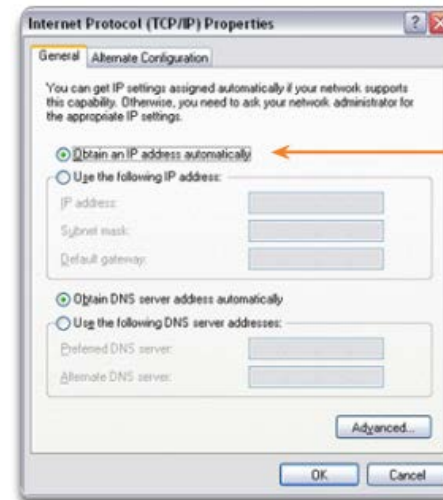 Internet Protocol (TCP/IP) Properties
General
Alternate Configuration
You can get IP settings assigned automatically if your network supports
this capability. Otherwise, you need to ask your network administrator for
the appropriate IP settings.
Obtain an IP address automatically
Use the following IP address:
IP address:
Subnet mask:
Default gateway:
Obtain DNS server address automatically
Use the following DNS server addresses:
Preferred DNS server:
Alternate DNS server:
Advanced...
OK
Cancel